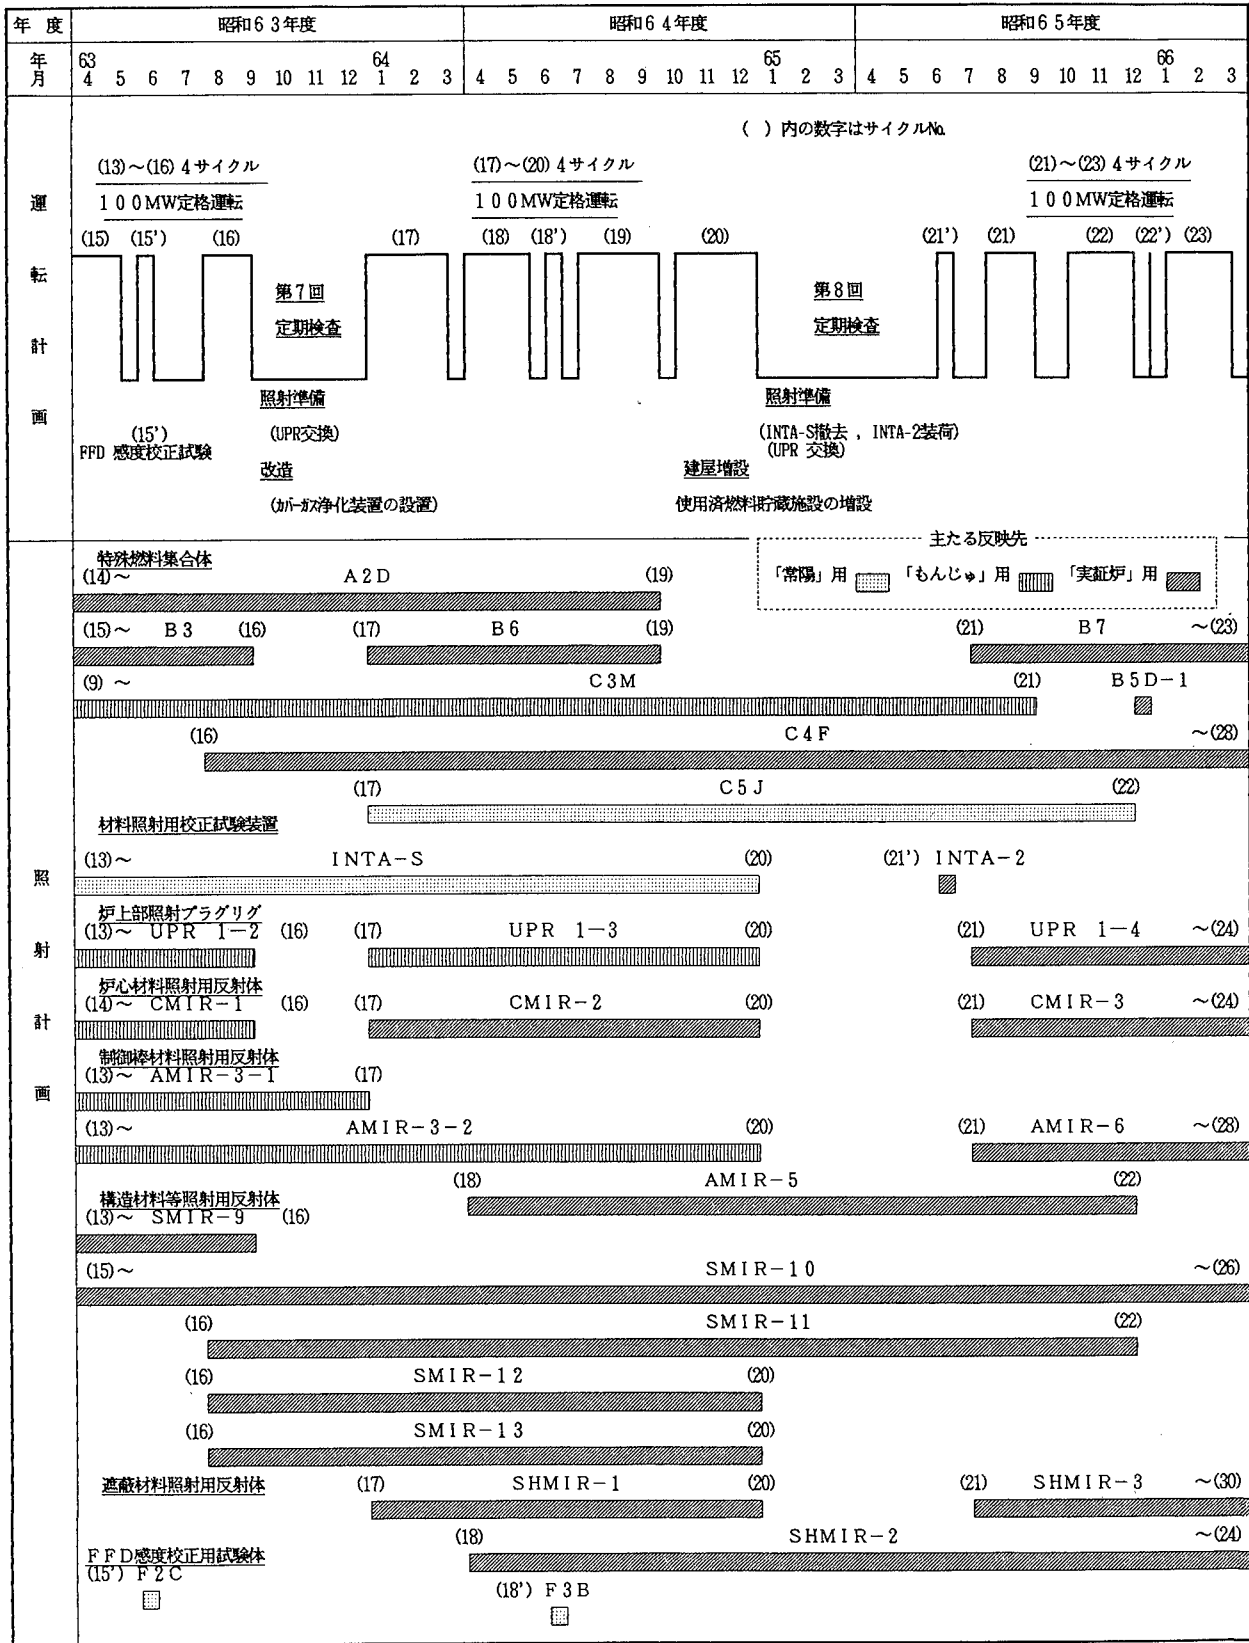 年 度 昭和63年度 昭和64年度 昭和65年度
年月 63 64 65 66
4 5 6 7 8 9 10 11 12 1 2 3 4 5 6 7 8 9 10 11 12 1 2 3 4 5 6 7 8 9 10 11 12 1 2 3
運転計画
( ) 内の数字はサイクルNo.
(13)～(16) 4サイクル (17)～(20) 4サイクル (21)～(23) 4サイクル
100MW定格運転 100MW定格運転 100MW定格運転
(15) (15') (16) (17) (18) (18') (19) (20) (21') (21) (22) (22') (23)
第7回 第8回
定期検査 定期検査
照射準備 照射準備
(15') (UPR交換) (INTA-S撤去 , INTA-2装荷)
FFD 感度校正試験 (UPR 交換)
改造 建屋増設
(カバーガス浄化装置の設置) 使用済燃料貯蔵施設の増設
照射計画
主たる反映先
「常陽」用 「もんじゅ」用 「実証炉」用
特殊燃料集合体
(14)～ A2D (19)
(15)～ B3 (16) (17) B6 (19) (21) B7 ～(23)
(9) ～ C3M (21) B5D-1
(16) C4F ～(28)
(17) C5J (22)
材料照射用校正試験装置
(13)～ INTA-S (20) (21') INTA-2
炉上部照射プラグリグ
(13)～ UPR 1-2 (16) (17) UPR 1-3 (20) (21) UPR 1-4 ～(24)
炉心材料照射用反射体
(14)～ CMIR-1 (16) (17) CMIR-2 (20) (21) CMIR-3 ～(24)
制御棒材料照射用反射体
(13)～ AMIR-3-1 (17)
(13)～ AMIR-3-2 (20) (21) AMIR-6 ～(28)
(18) AMIR-5 (22)
構造材料等照射用反射体
(13)～ SMIR-9 (16)
(15)～ SMIR-10 ～(26)
(16) SMIR-11 (22)
(16) SMIR-12 (20)
(16) SMIR-13 (20)
遮蔽材料照射用反射体 (17) SHMIR-1 (20) (21) SHMIR-3 ～(30)
(18) SHMIR-2 ～(24)
FFD感度校正用試験体
(15') F2C
(18') F3B